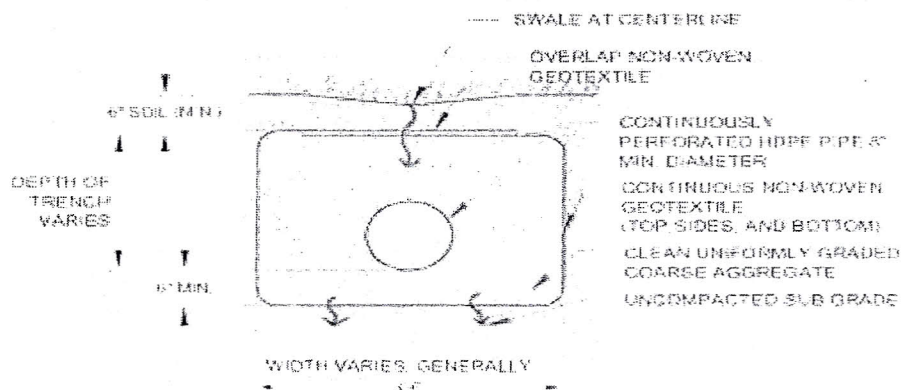 SWALE AT CENTERLINE
OVERLAP NON-WOVEN
GEOTEXTILE
6" SOIL (MIN.)
CONTINUOUSLY
PERFORATED HDPE PIPE 8"
MIN. DIAMETER
DEPTH OF
TRENCH
VARIES
CONTINUOUS NON-WOVEN
GEOTEXTILE
(TOP, SIDES, AND BOTTOM)
CLEAN UNIFORMLY GRADED
COARSE AGGREGATE
6" MIN.
UNCOMPACTED SUB GRADE
WIDTH VARIES, GENERALLY